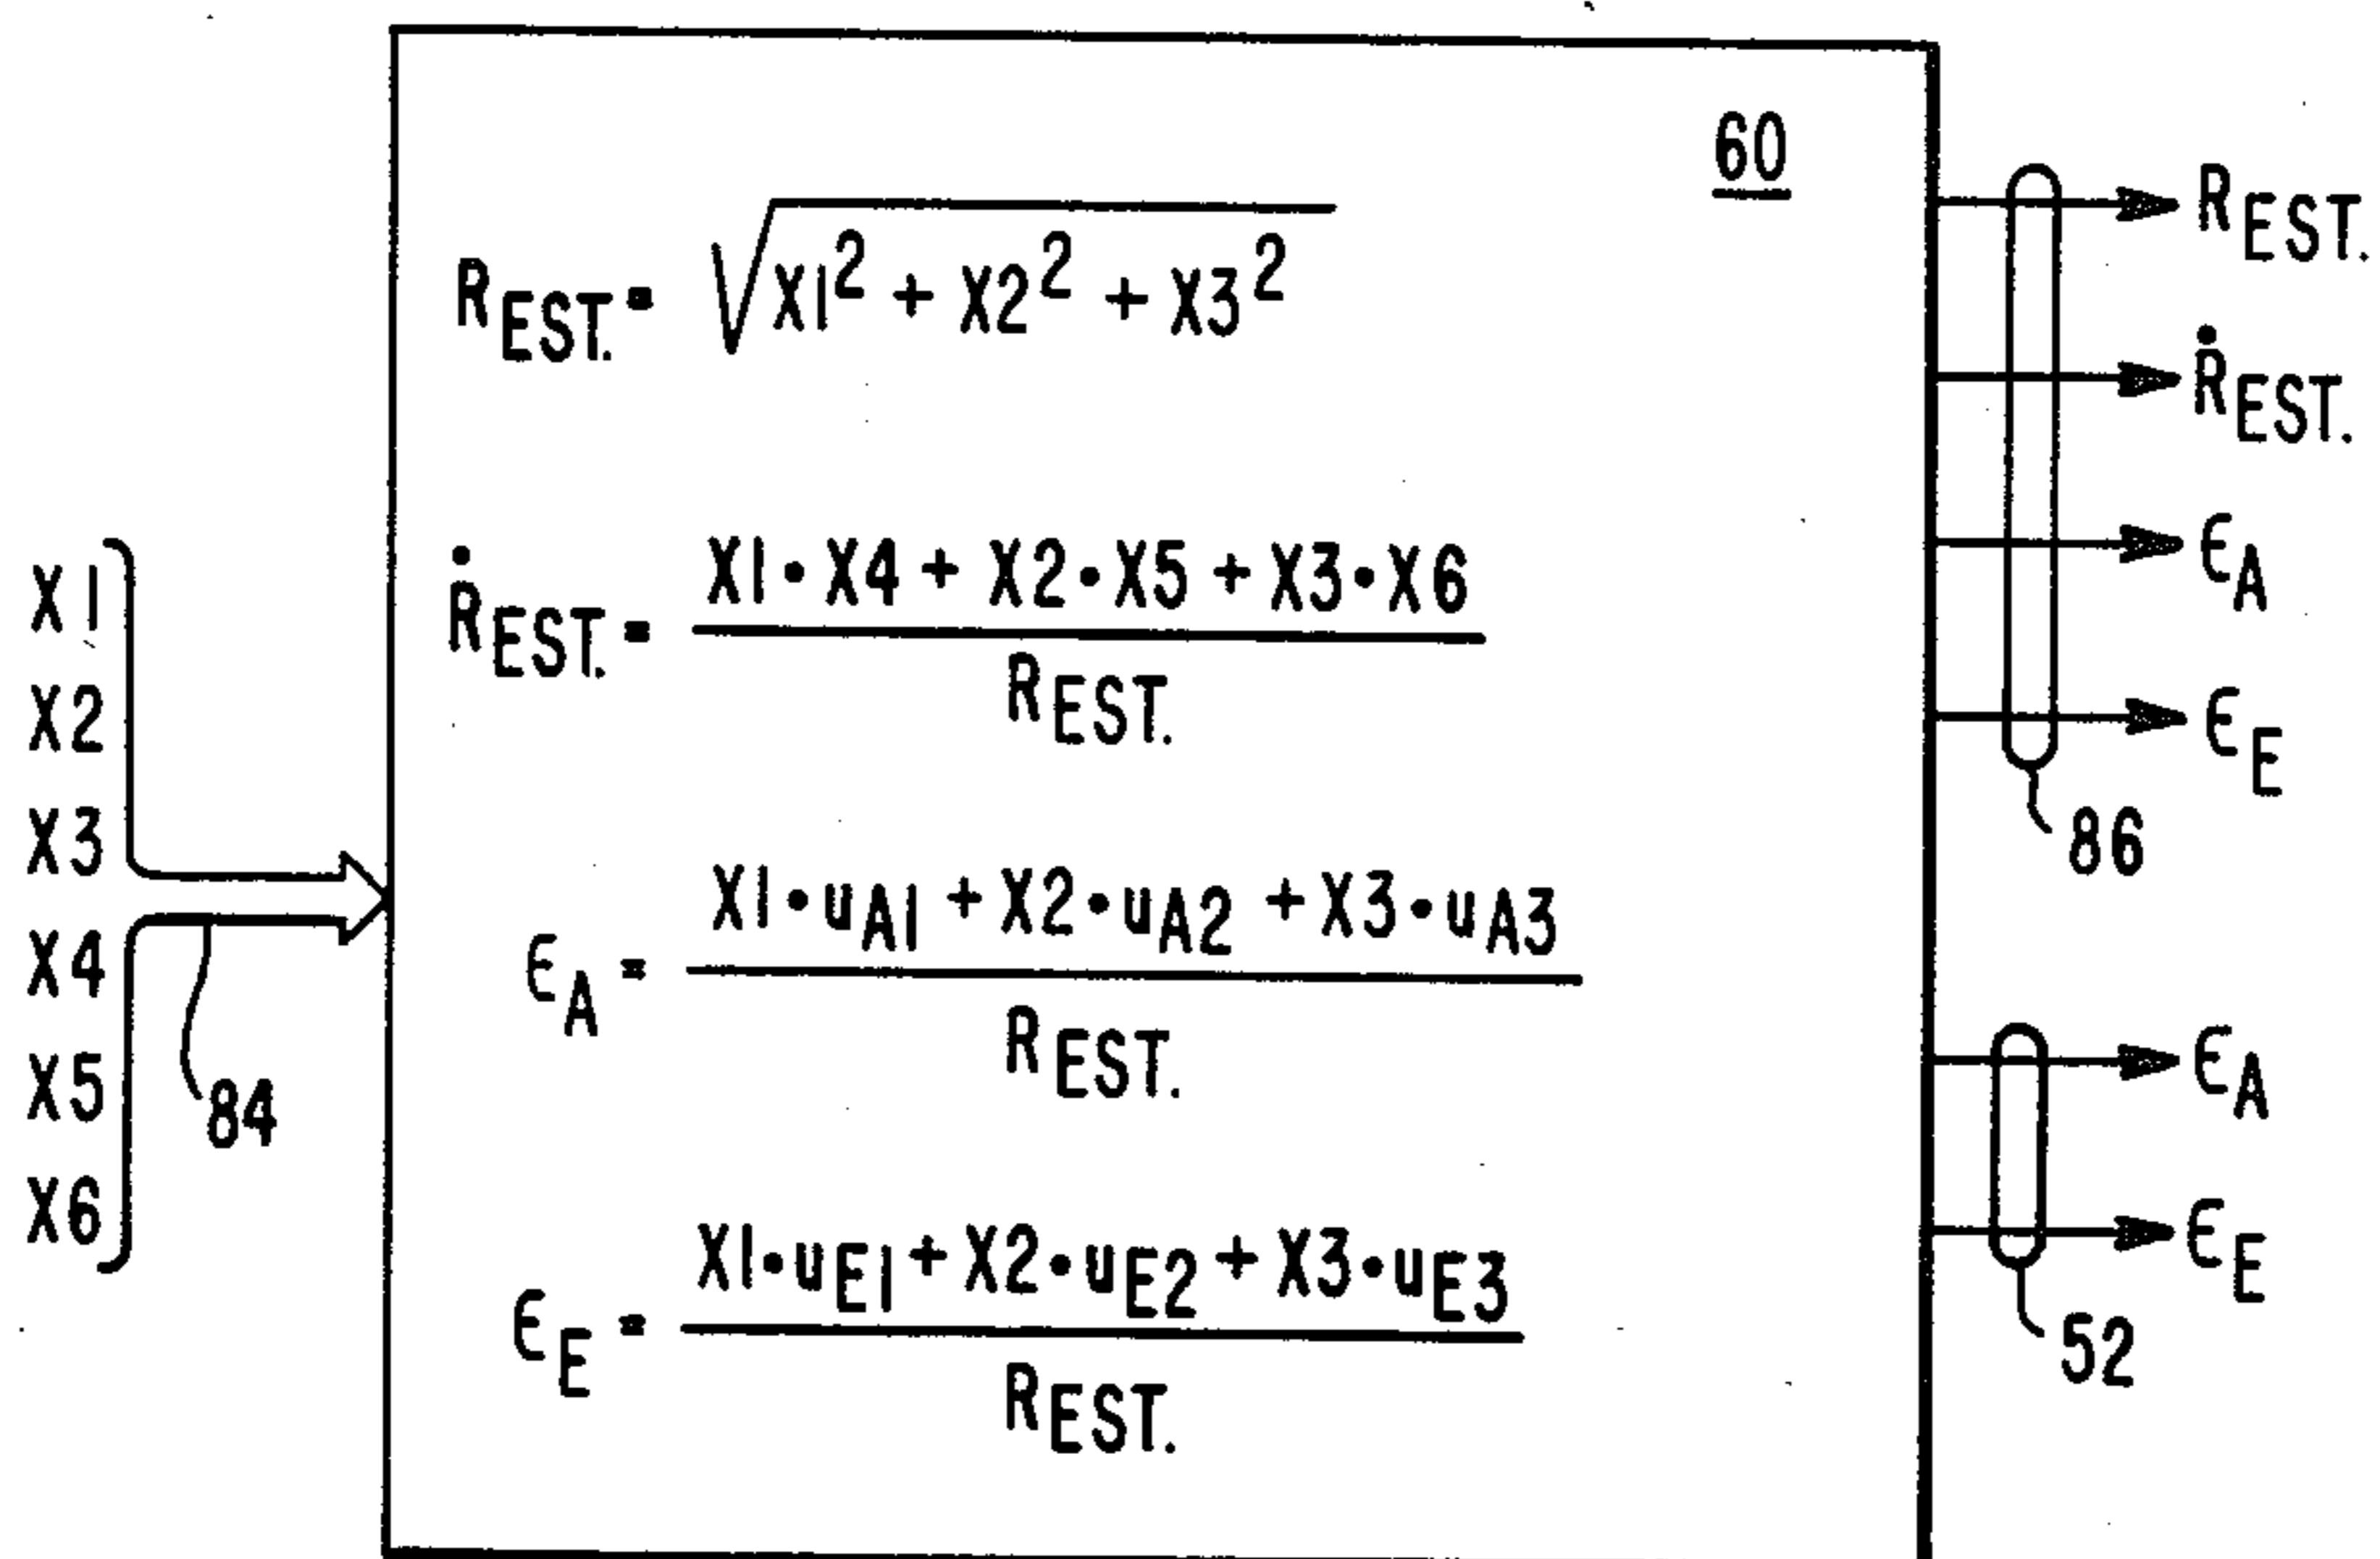 60
R_EST. = √(X1² + X2² + X3²)
Ṙ_EST. = (X1•X4 + X2•X5 + X3•X6) / R_EST.
ϵ_A = (X1•u_A1 + X2•u_A2 + X3•u_A3) / R_EST.
ϵ_E = (X1•u_E1 + X2•u_E2 + X3•u_E3) / R_EST.
X1
X2
X3
X4
X5
X6
84
R_EST.
Ṙ_EST.
ϵ_A
ϵ_E
86
ϵ_A
ϵ_E
52